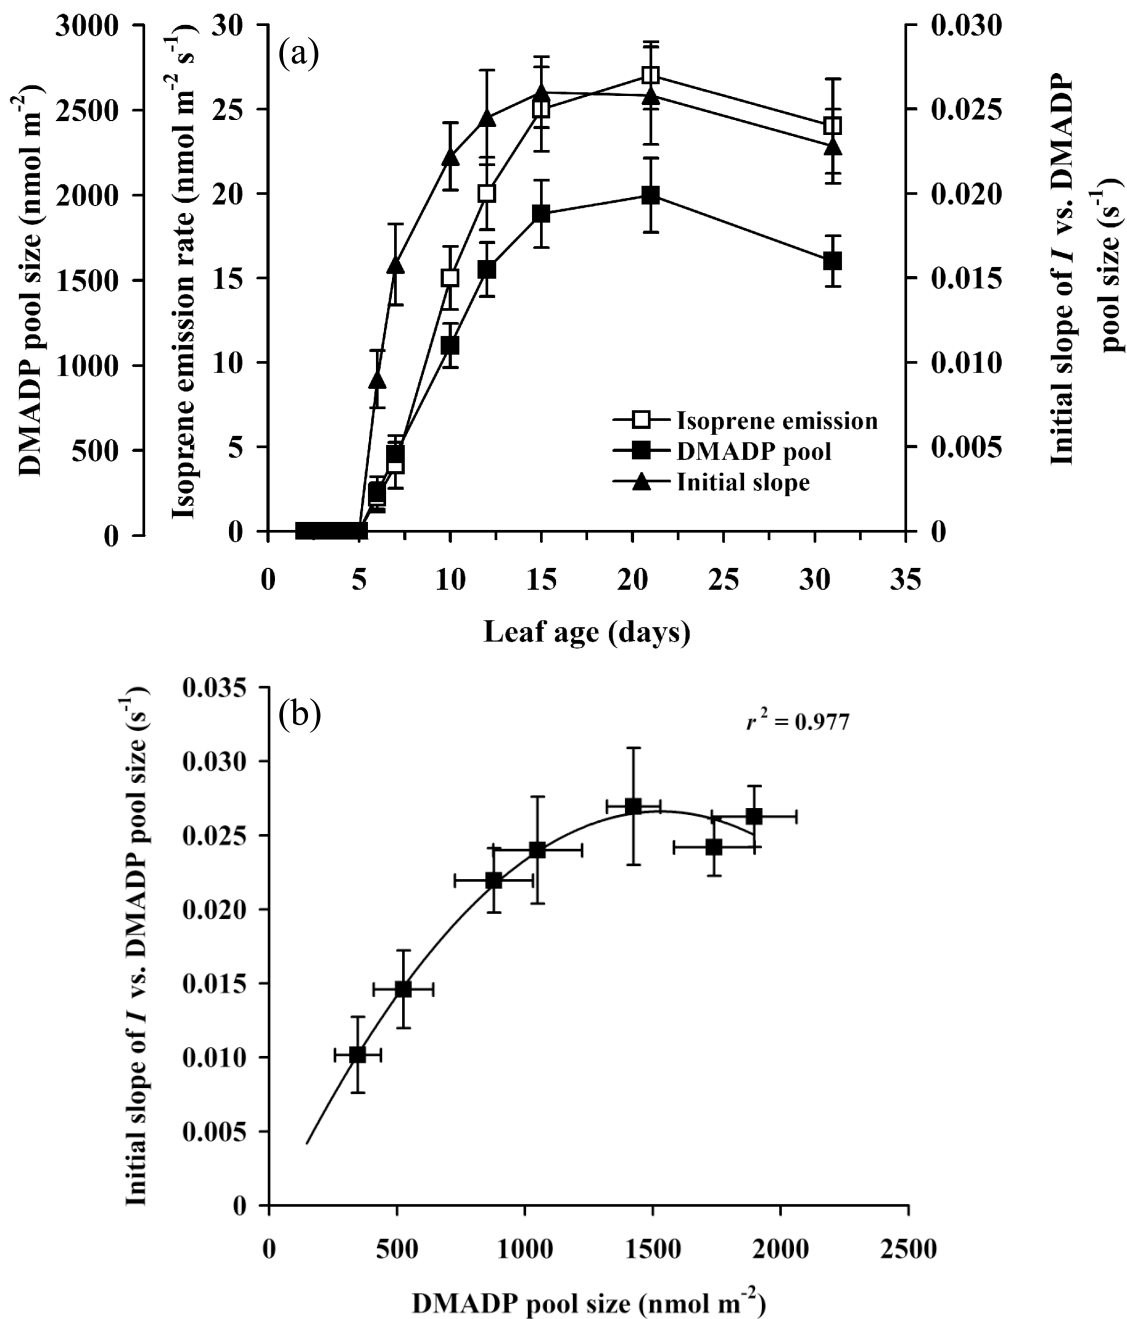 (a)
DMADP pool size (nmol m-2)
3000
2500
2000
1500
1000
500
0
Isoprene emission rate (nmol m-2 s-1)
30
25
20
15
10
5
0
Isoprene emission
DMADP pool
Initial slope
0.030
0.025
0.020
0.015
0.010
0.005
0
Initial slope of I vs. DMADP
pool size (s-1)
0 5 10 15 20 25 30 35
Leaf age (days)
(b)
r2 = 0.977
Initial slope of I vs. DMADP pool size (s-1)
0.035
0.030
0.025
0.020
0.015
0.010
0.005
0
0 500 1000 1500 2000 2500
DMADP pool size (nmol m-2)